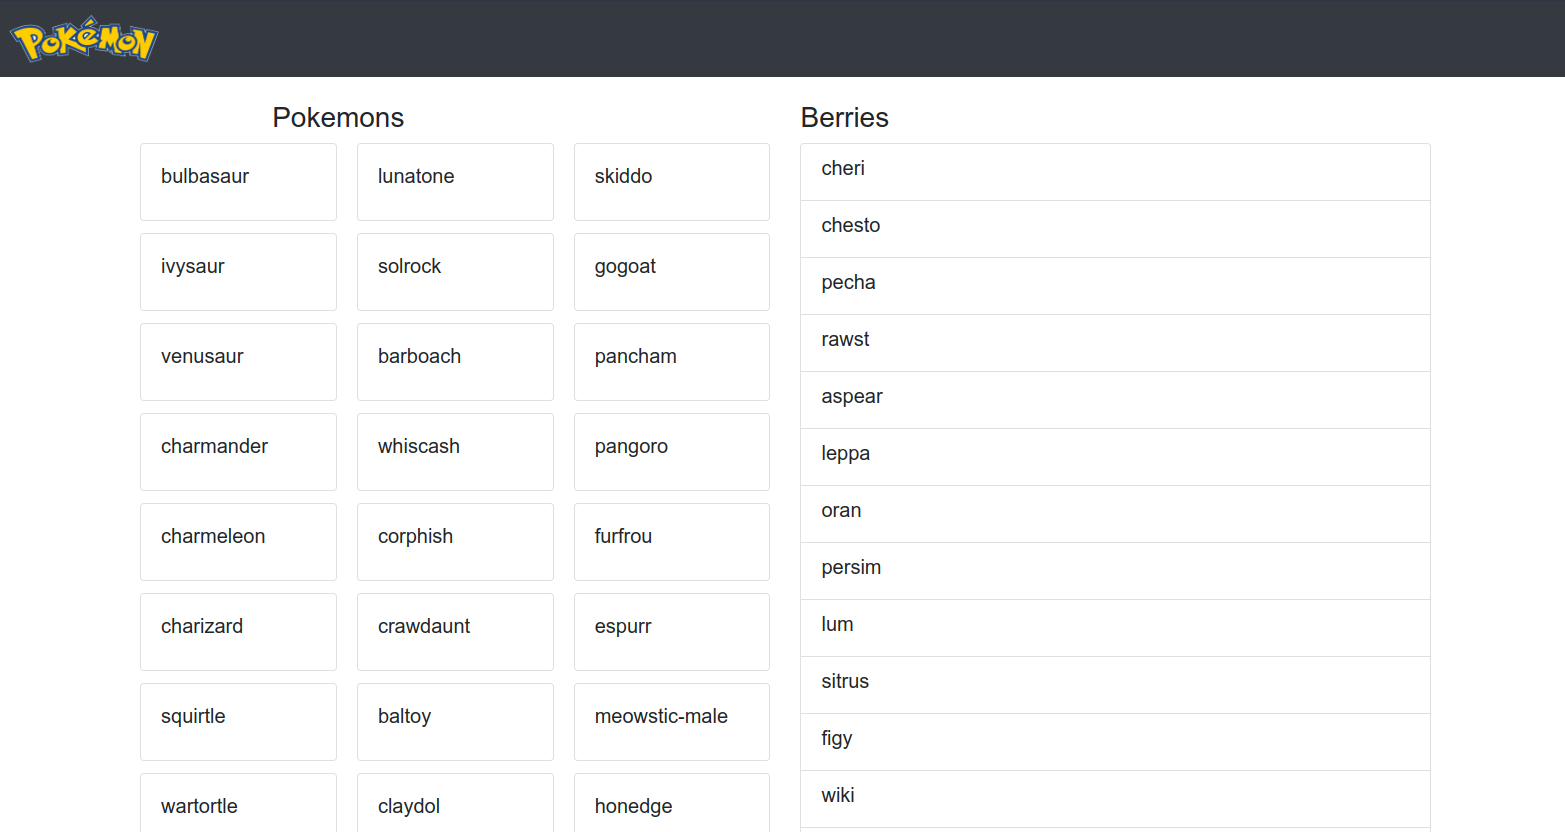 Pokémon
Pokemons
bulbasaur
ivysaur
venusaur
charmander
charmeleon
charizard
squirtle
wartortle
lunatone
solrock
barboach
whiscash
corphish
crawdaunt
baltoy
claydol
skiddo
gogoat
pancham
pangoro
furfrou
espurr
meowstic-male
honedge
Berries
cheri
chesto
pecha
rawst
aspear
leppa
oran
persim
lum
sitrus
figy
wiki